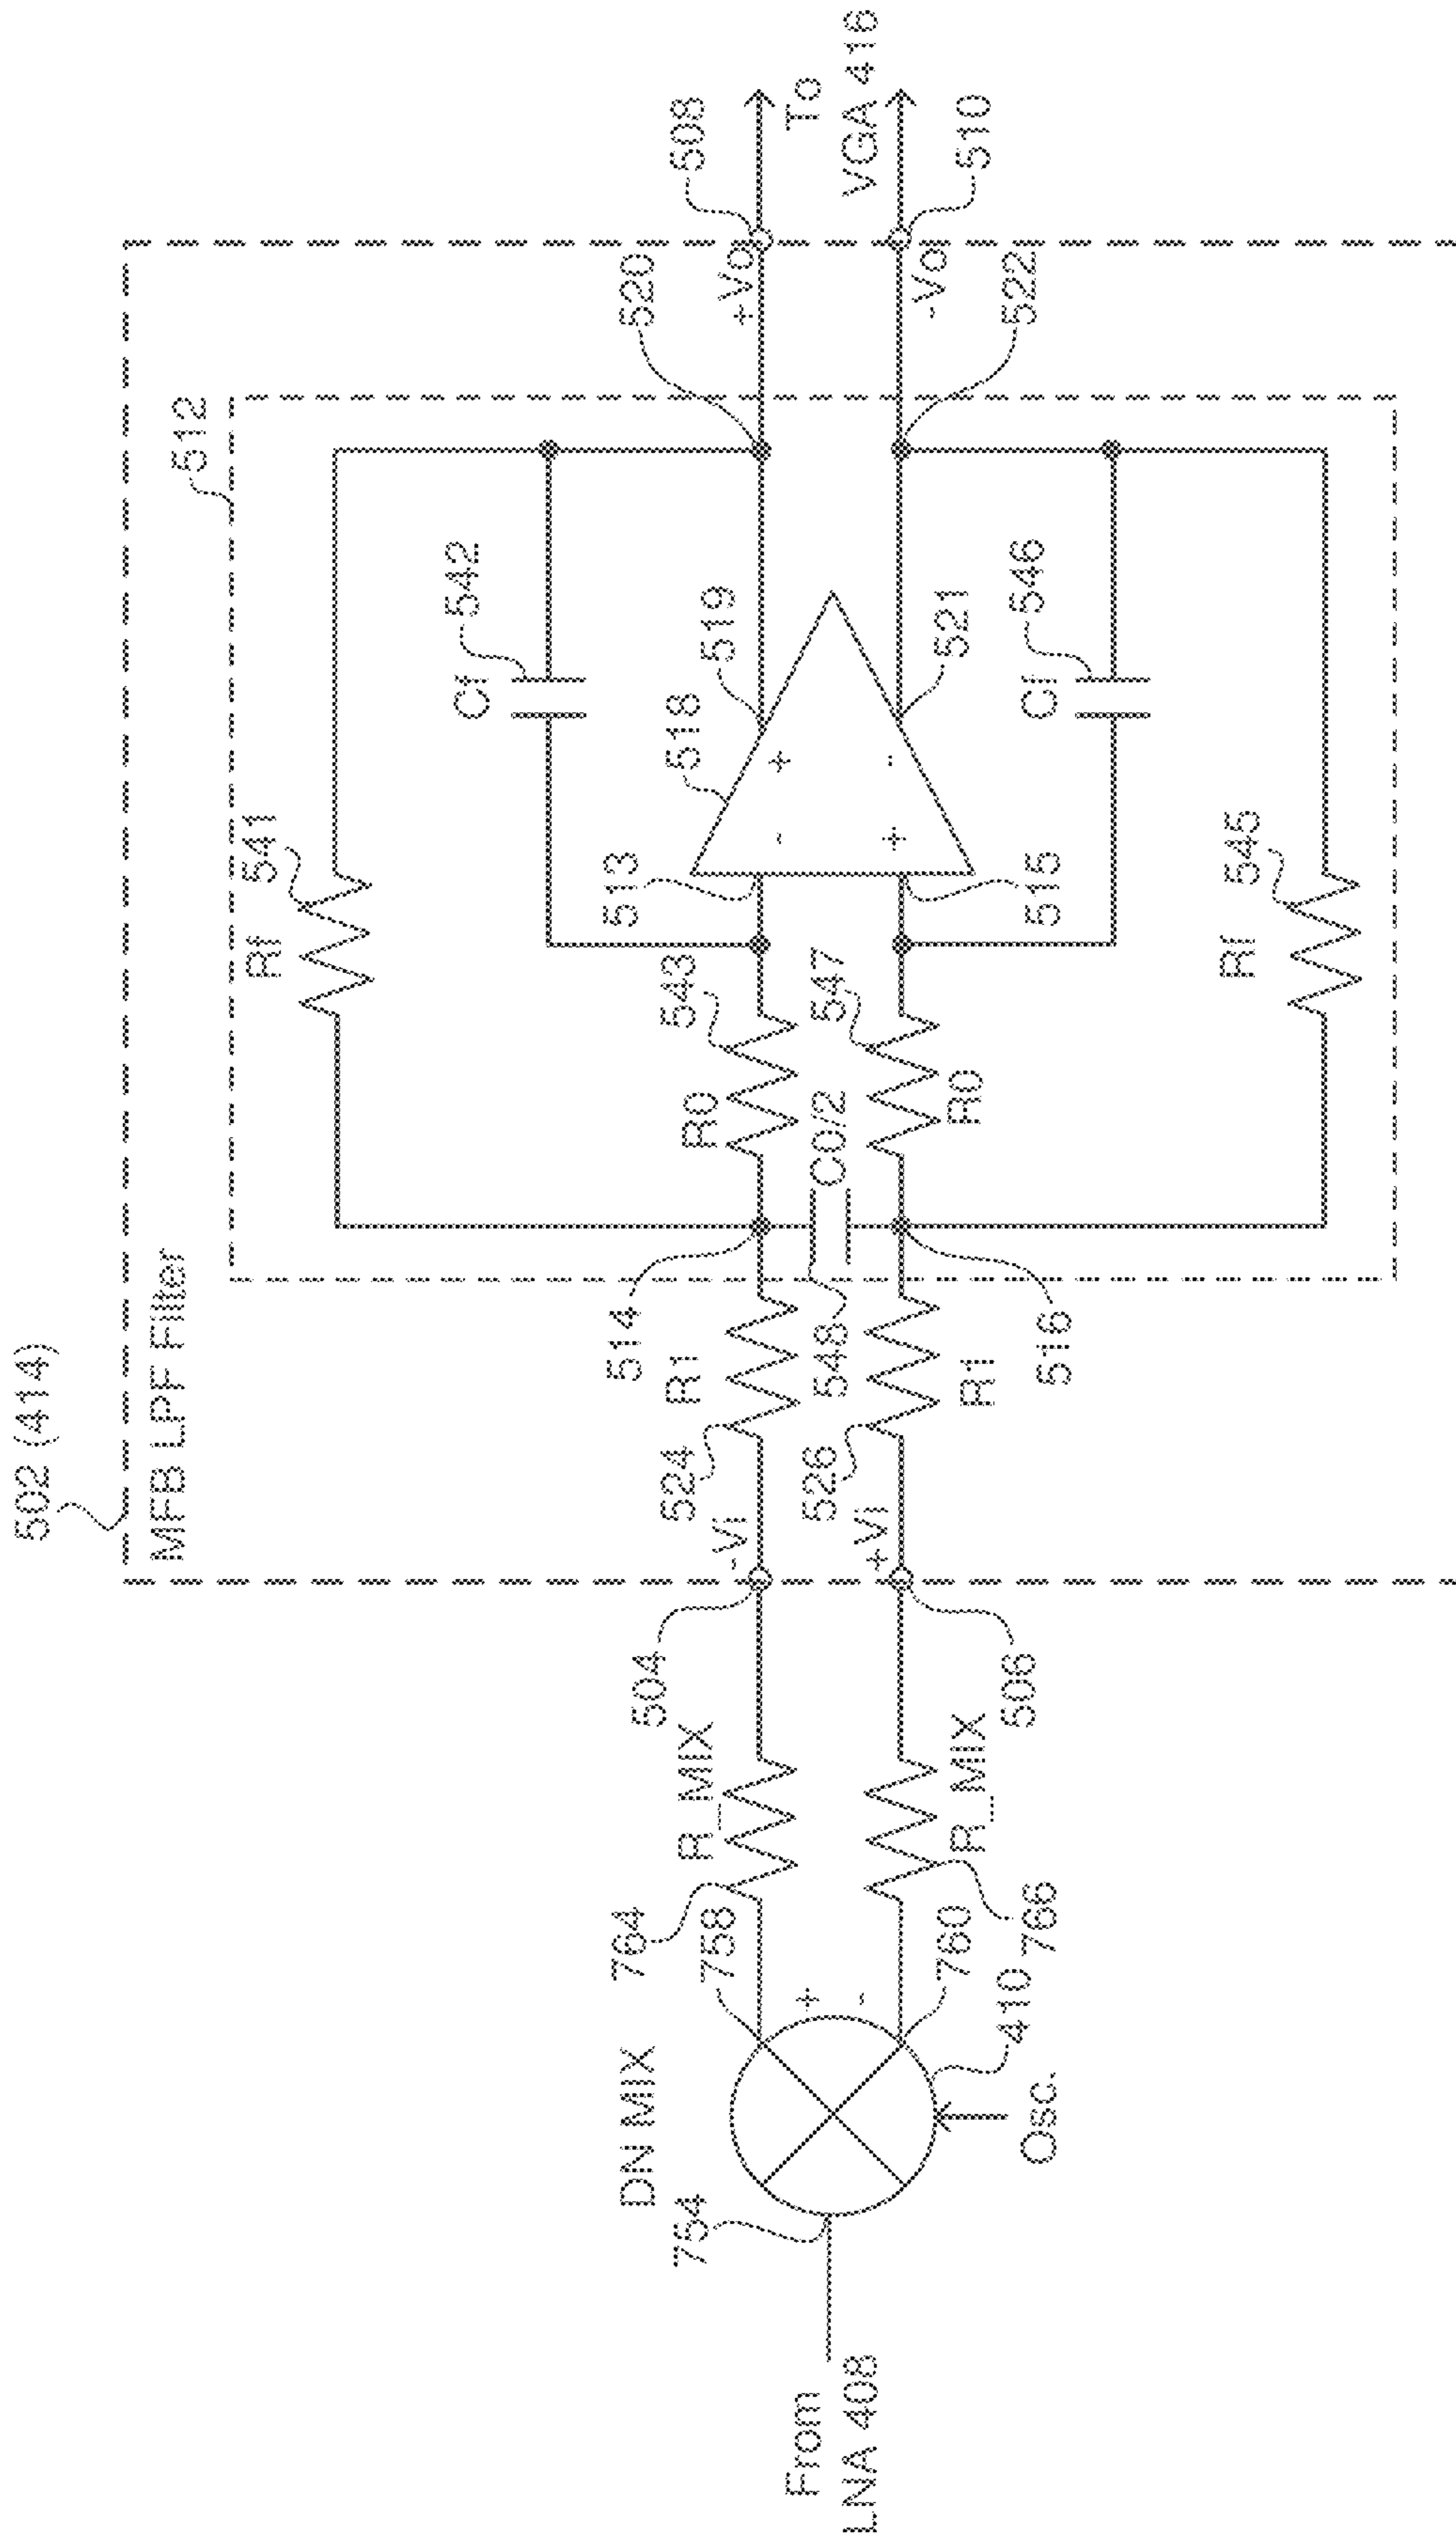 502 (414)
MFB LPF Filter
512
Rf
541
Cf
542
From
LNA 408
754
DN MIX
758
760
+
-
Osc.
410
764
R_MIX
R_MIX
766
504
506
-Vi
+Vi
524
R1
526
R1
514
516
548
C0/2
R0
543
R0
547
513
515
518
-
+
+
-
519
521
Cf
546
Rf
545
520
522
+Vo
-Vo
508
510
To
VGA 416